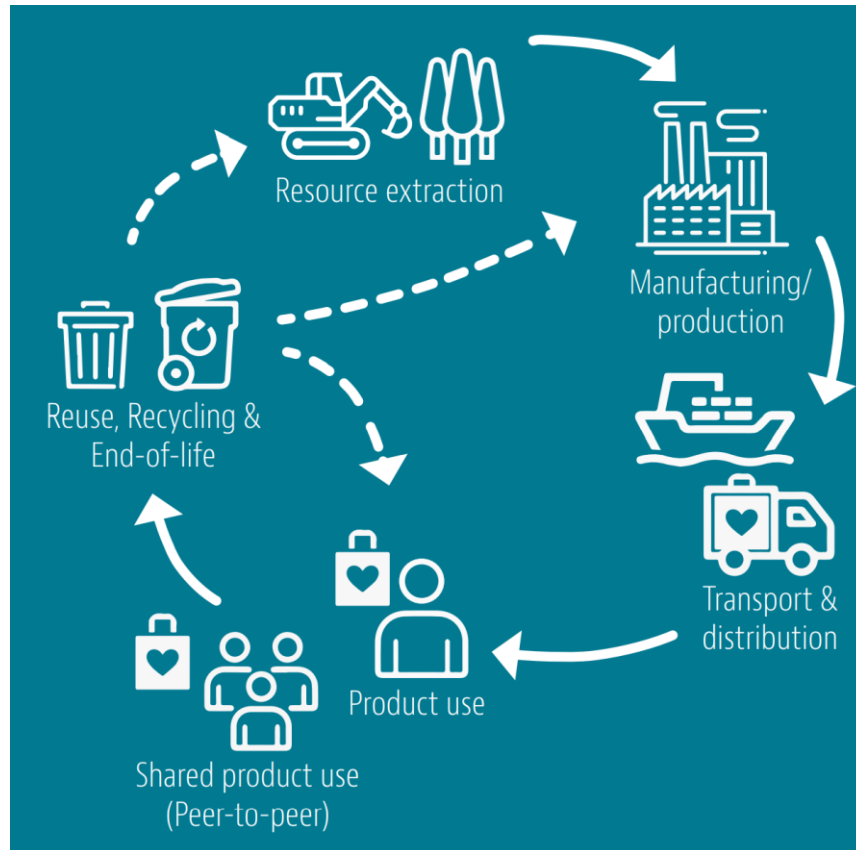 Resource extraction
Manufacturing/
production
Reuse, Recycling &
End-of-life
Transport &
distribution
Product use
Shared product use
(Peer-to-peer)